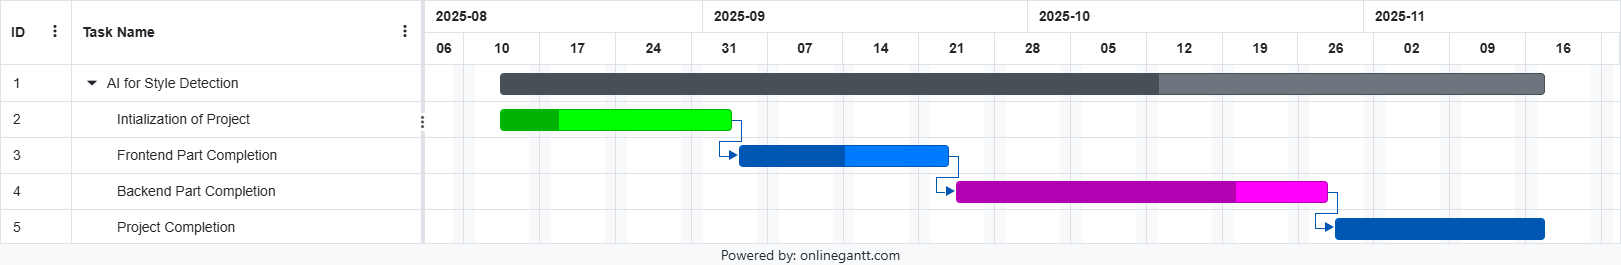 2025-08 2025-09 2025-10 2025-11
ID Task Name
06 10 17 24 31 07 14 21 28 05 12 19 26 02 09 16
1 AI for Style Detection
2 Intialization of Project
3 Frontend Part Completion
4 Backend Part Completion
5 Project Completion
Powered by: onlinegantt.com